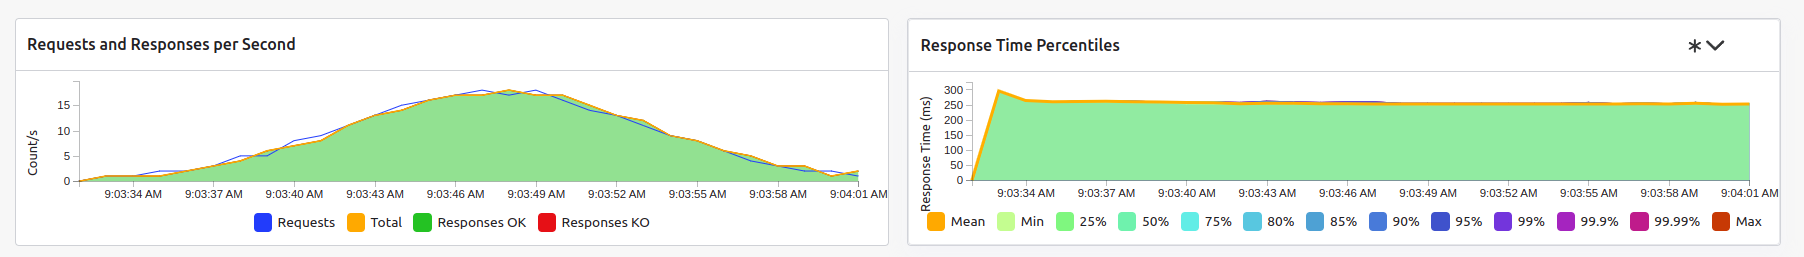 Requests and Responses per Second
Count/s
15
10
5
0
9:03:34 AM 9:03:37 AM 9:03:40 AM 9:03:43 AM 9:03:46 AM 9:03:49 AM 9:03:52 AM 9:03:55 AM 9:03:58 AM 9:04:01 AM
Requests Total Responses OK Responses KO
Response Time Percentiles
Response Time (ms)
300
250
200
150
100
50
0
9:03:34 AM 9:03:37 AM 9:03:40 AM 9:03:43 AM 9:03:46 AM 9:03:49 AM 9:03:52 AM 9:03:55 AM 9:03:58 AM 9:04:01 AM
Mean Min 25% 50% 75% 80% 85% 90% 95% 99% 99.9% 99.99% Max